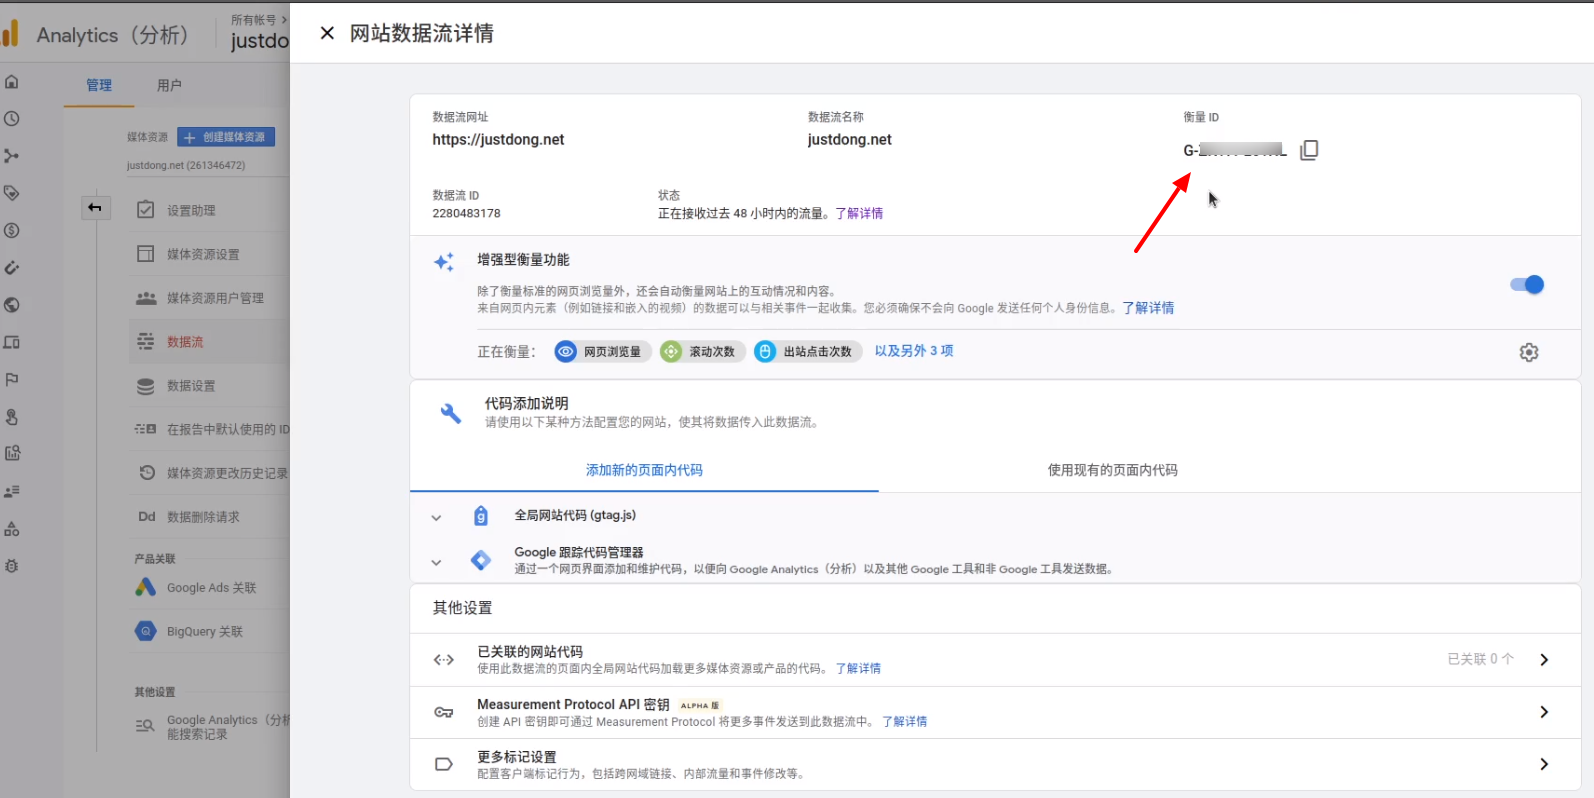 Analytics（分析）
所有帐号
justdo
管理
用户
媒体资源
创建媒体资源
justdong.net (261346472)
设置助理
媒体资源设置
媒体资源用户管理
数据流
数据设置
在报告中默认使用的 ID
媒体资源更改历史记录
Dd 数据删除请求
产品关联
Google Ads 关联
BigQuery 关联
其他设置
Google Analytics（分析
能搜索记录
网站数据流详情
数据流网址
https://justdong.net
数据流名称
justdong.net
衡量 ID
G-
数据流 ID
2280483178
状态
正在接收过去 48 小时内的流量。了解详情
增强型衡量功能
除了衡量标准的网页浏览量外，还会自动衡量网站上的互动情况和内容。
来自网页内元素（例如链接和嵌入的视频）的数据可以与相关事件一起收集。您必须确保不会向 Google 发送任何个人身份信息。了解详情
正在衡量：
网页浏览量
滚动次数
出站点击次数
以及另外 3 项
代码添加说明
请使用以下某种方法配置您的网站，使其将数据传入此数据流。
添加新的页面内代码
使用现有的页面内代码
全局网站代码 (gtag.js)
Google 跟踪代码管理器
通过一个网页界面添加和维护代码，以便向 Google Analytics（分析）以及其他 Google 工具和非 Google 工具发送数据。
其他设置
已关联的网站代码
使用此数据流的页面内全局网站代码加载更多媒体资源或产品的代码。 了解详情
已关联 0 个
Measurement Protocol API 密钥 ALPHA 版
创建 API 密钥即可通过 Measurement Protocol 将更多事件发送到此数据流中。 了解详情
更多标记设置
配置客户端标记行为，包括跨网域链接、内部流量和事件修改等。